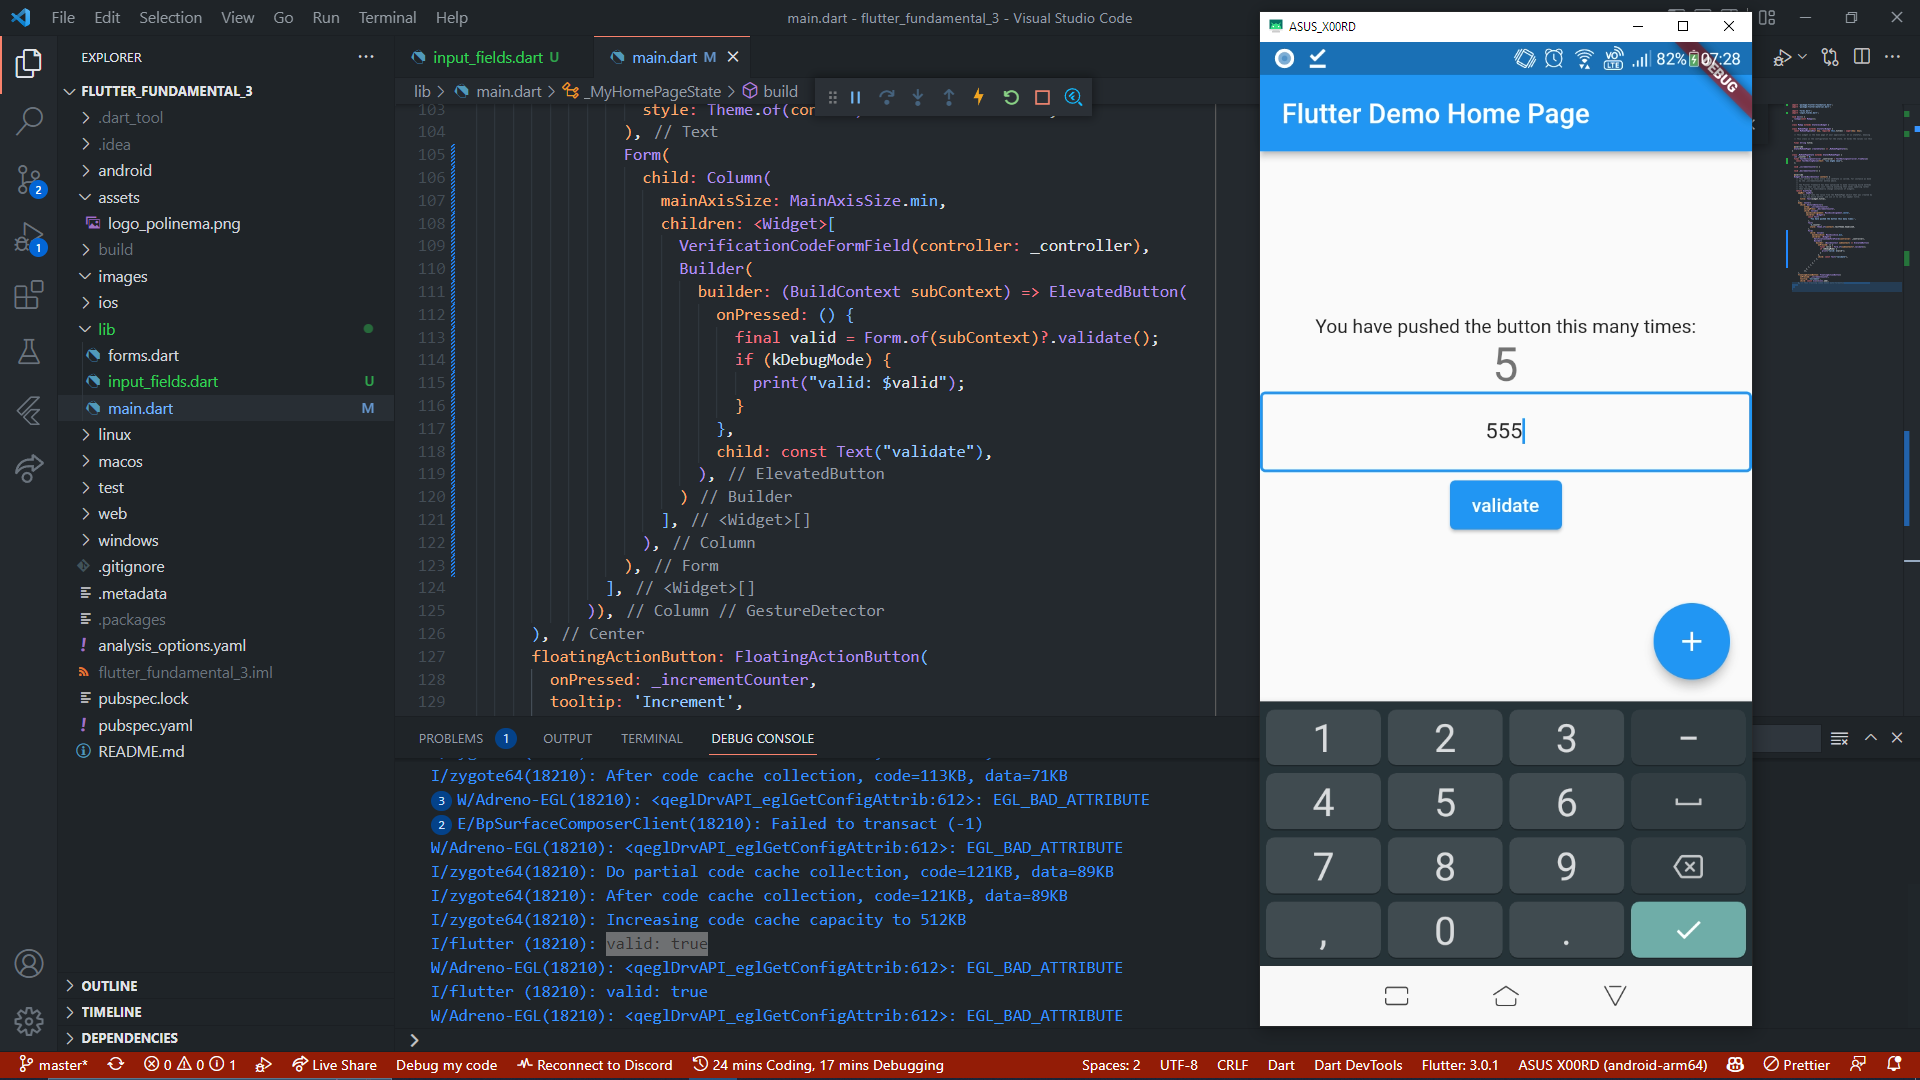 File Edit Selection View Go Run Terminal Help
main.dart - flutter_fundamental_3 - Visual Studio Code
EXPLORER
FLUTTER_FUNDAMENTAL_3
.dart_tool
.idea
android
assets
logo_polinema.png
build
images
ios
lib
forms.dart
input_fields.dart U
main.dart M
linux
macos
test
web
windows
.gitignore
.metadata
.packages
analysis_options.yaml
flutter_fundamental_3.iml
pubspec.lock
pubspec.yaml
README.md
OUTLINE
TIMELINE
DEPENDENCIES
2
1
input_fields.dart U
main.dart M
lib > main.dart > _MyHomePageState > build
103 style: Theme.of(con
104 ), // Text
105 Form(
106 child: Column(
107 mainAxisSize: MainAxisSize.min,
108 children: <Widget>[
109 VerificationCodeFormField(controller: _controller),
110 Builder(
111 builder: (BuildContext subContext) => ElevatedButton(
112 onPressed: () {
113 final valid = Form.of(subContext)?.validate();
114 if (kDebugMode) {
115 print("valid: $valid");
116 }
117 },
118 child: const Text("validate"),
119 ), // ElevatedButton
120 ) // Builder
121 ], // <Widget>[]
122 ), // Column
123 ), // Form
124 ], // <Widget>[]
125 )), // Column // GestureDetector
126 ), // Center
127 floatingActionButton: FloatingActionButton(
128 onPressed: _incrementCounter,
129 tooltip: 'Increment',
PROBLEMS 1 OUTPUT TERMINAL DEBUG CONSOLE
I/zygote64(18210): After code cache collection, code=113KB, data=71KB
3 W/Adreno-EGL(18210): <qeglDrvAPI_eglGetConfigAttrib:612>: EGL_BAD_ATTRIBUTE
2 E/BpSurfaceComposerClient(18210): Failed to transact (-1)
W/Adreno-EGL(18210): <qeglDrvAPI_eglGetConfigAttrib:612>: EGL_BAD_ATTRIBUTE
I/zygote64(18210): Do partial code cache collection, code=121KB, data=89KB
I/zygote64(18210): After code cache collection, code=121KB, data=89KB
I/zygote64(18210): Increasing code cache capacity to 512KB
I/flutter (18210): valid: true
W/Adreno-EGL(18210): <qeglDrvAPI_eglGetConfigAttrib:612>: EGL_BAD_ATTRIBUTE
I/flutter (18210): valid: true
W/Adreno-EGL(18210): <qeglDrvAPI_eglGetConfigAttrib:612>: EGL_BAD_ATTRIBUTE
ASUS_X00RD
VO LTE 82% 07:28
DEBUG
Flutter Demo Home Page
You have pushed the button this many times:
5
555
validate
+
1 2 3 −
4 5 6
7 8 9
, 0 .
master* 0 0 1 Live Share Debug my code Reconnect to Discord 24 mins Coding, 17 mins Debugging Spaces: 2 UTF-8 CRLF Dart Dart DevTools Flutter: 3.0.1 ASUS X00RD (android-arm64) Prettier